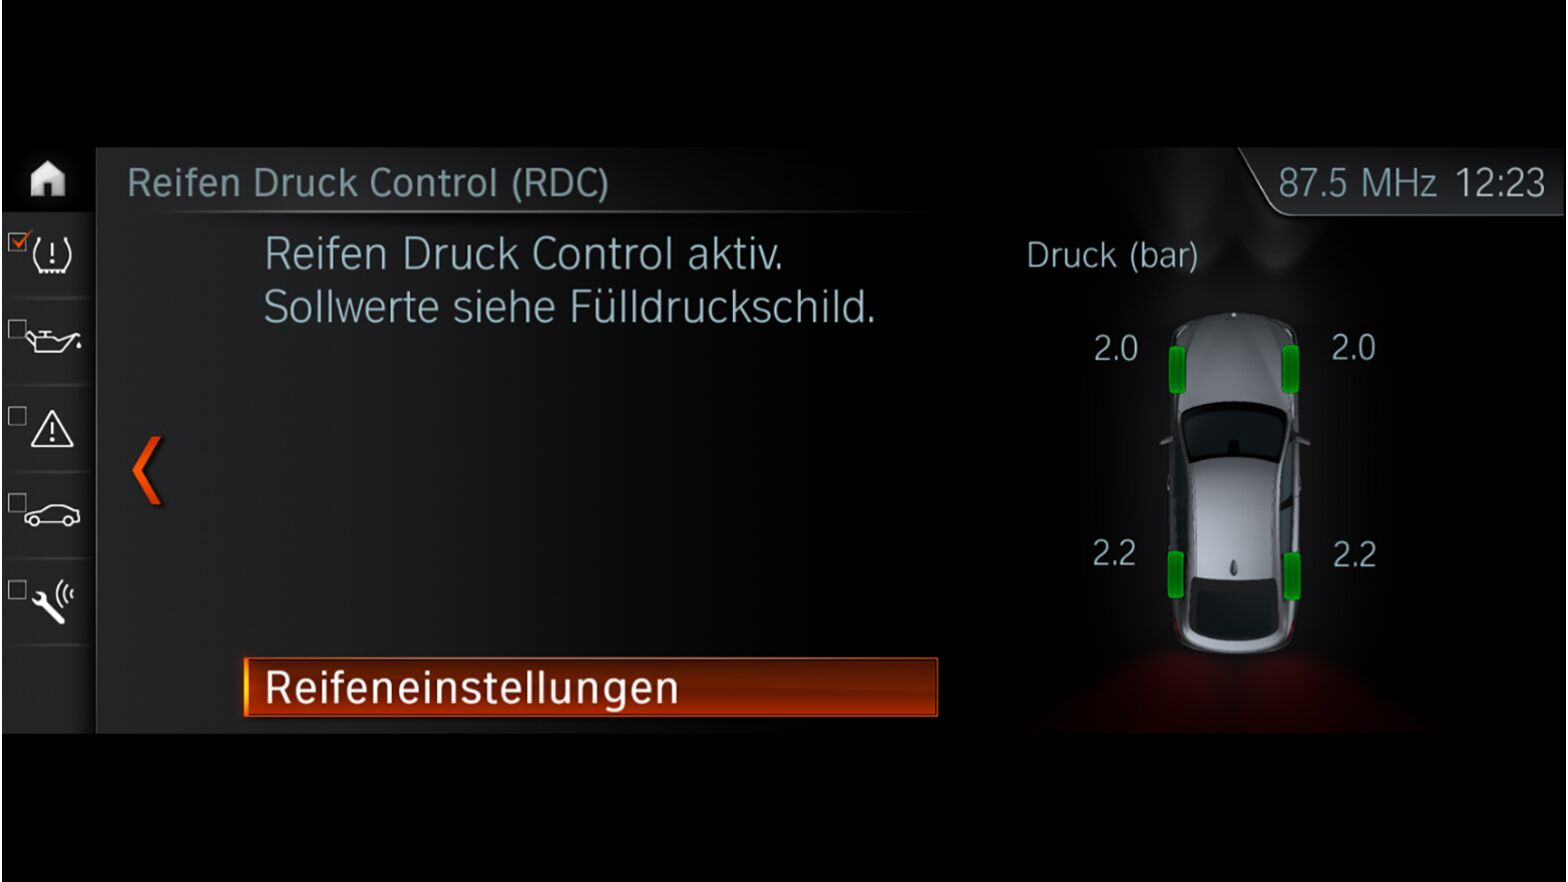 Reifen Druck Control (RDC)
87.5 MHz 12:23
Reifen Druck Control aktiv.
Sollwerte siehe Fülldruckschild.
Druck (bar)
2.0 2.0
2.2 2.2
Reifeneinstellungen